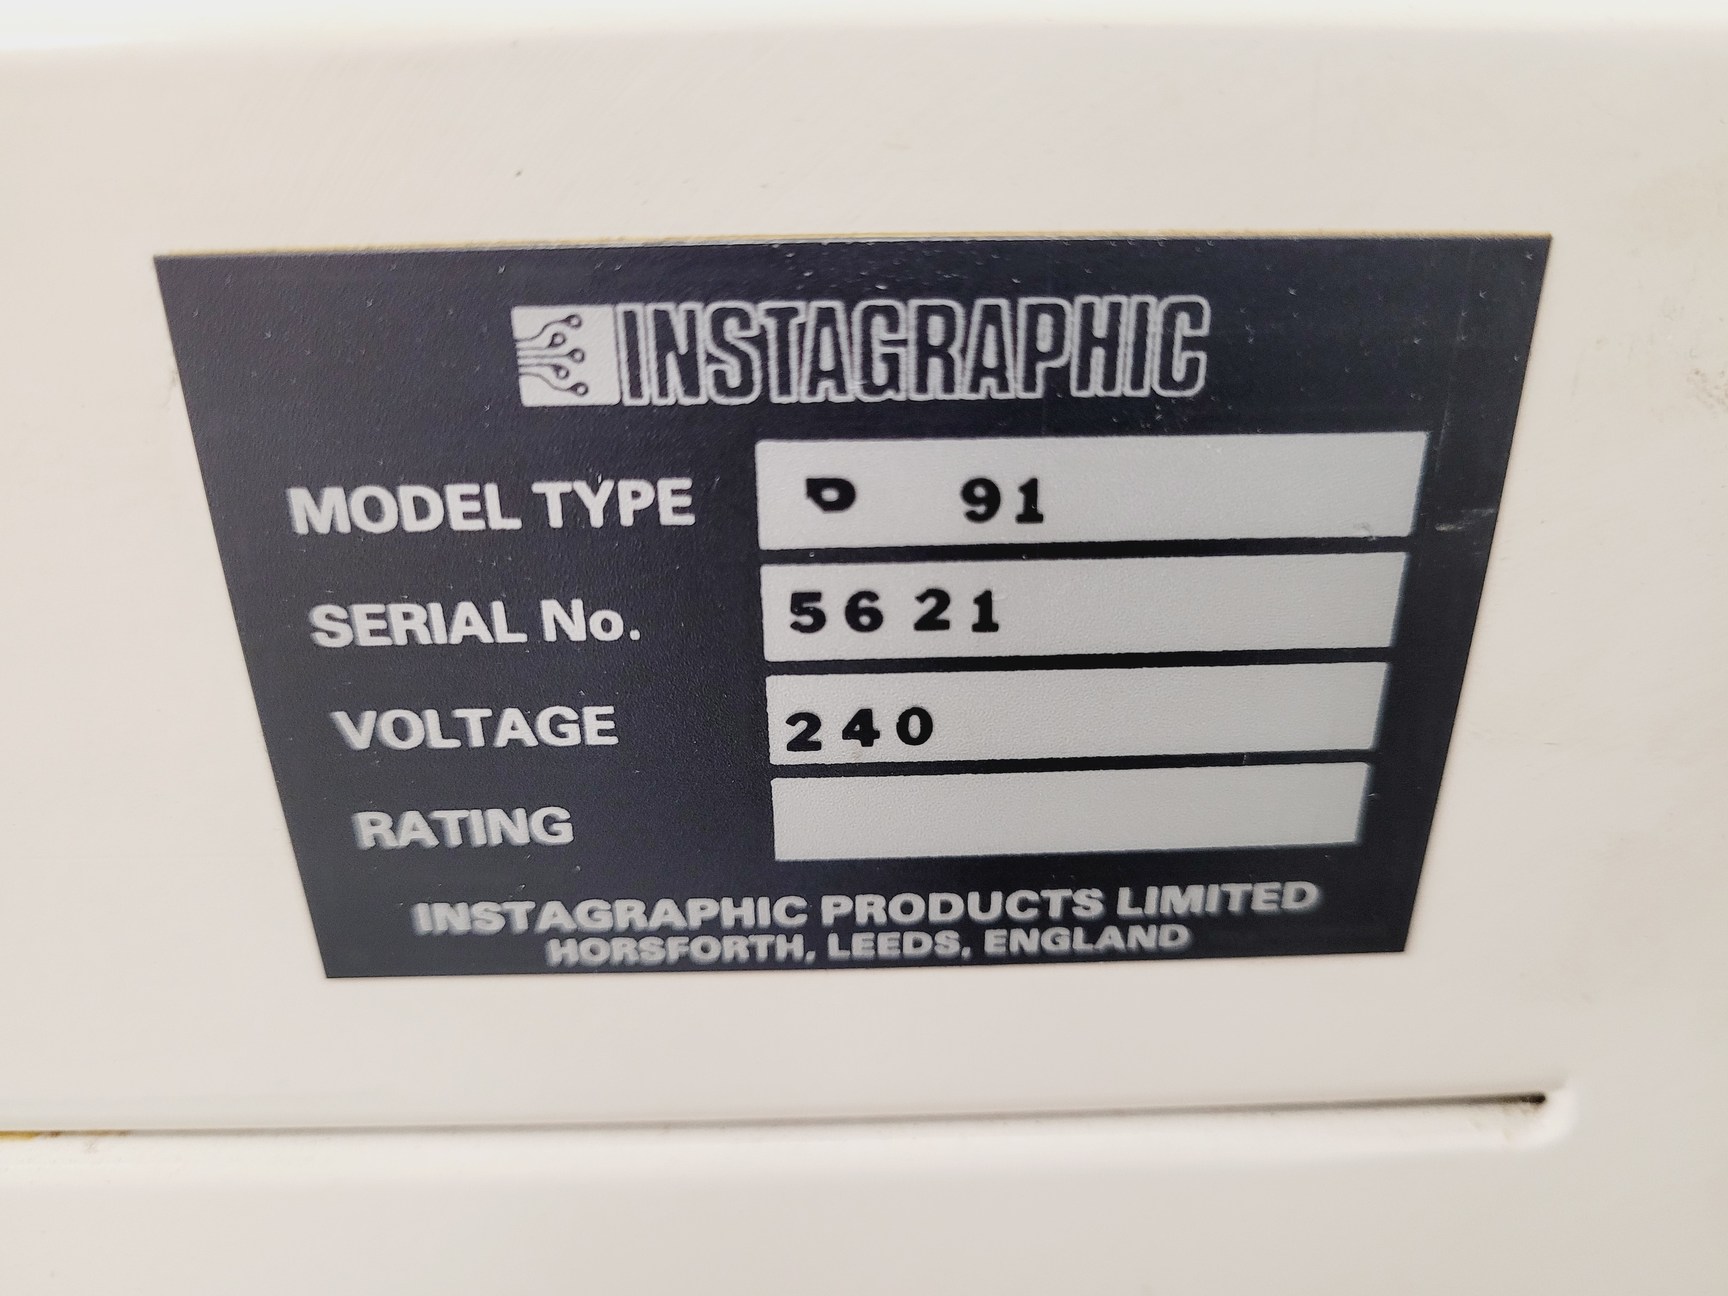 INSTAGRAPHIC
MODEL TYPE D 91
SERIAL No. 5621
VOLTAGE 240
RATING
INSTAGRAPHIC PRODUCTS LIMITED
HORSFORTH, LEEDS, ENGLAND